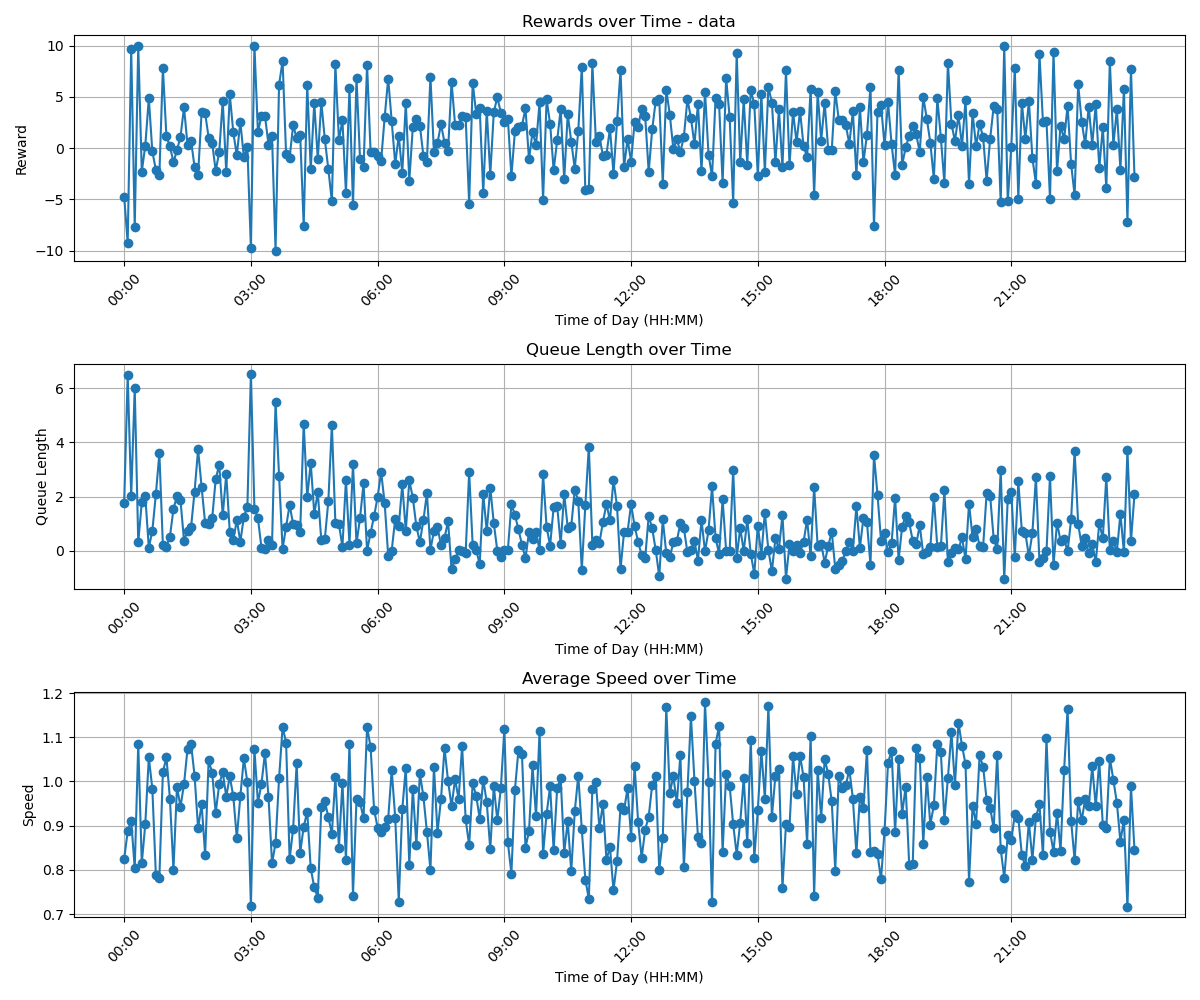 Rewards over Time - data
Reward
10
5
0
−5
−10
00:00 03:00 06:00 09:00 12:00 15:00 18:00 21:00
Time of Day (HH:MM)
Queue Length over Time
Queue Length
6
4
2
0
00:00 03:00 06:00 09:00 12:00 15:00 18:00 21:00
Time of Day (HH:MM)
Average Speed over Time
Speed
1.2
1.1
1.0
0.9
0.8
0.7
00:00 03:00 06:00 09:00 12:00 15:00 18:00 21:00
Time of Day (HH:MM)